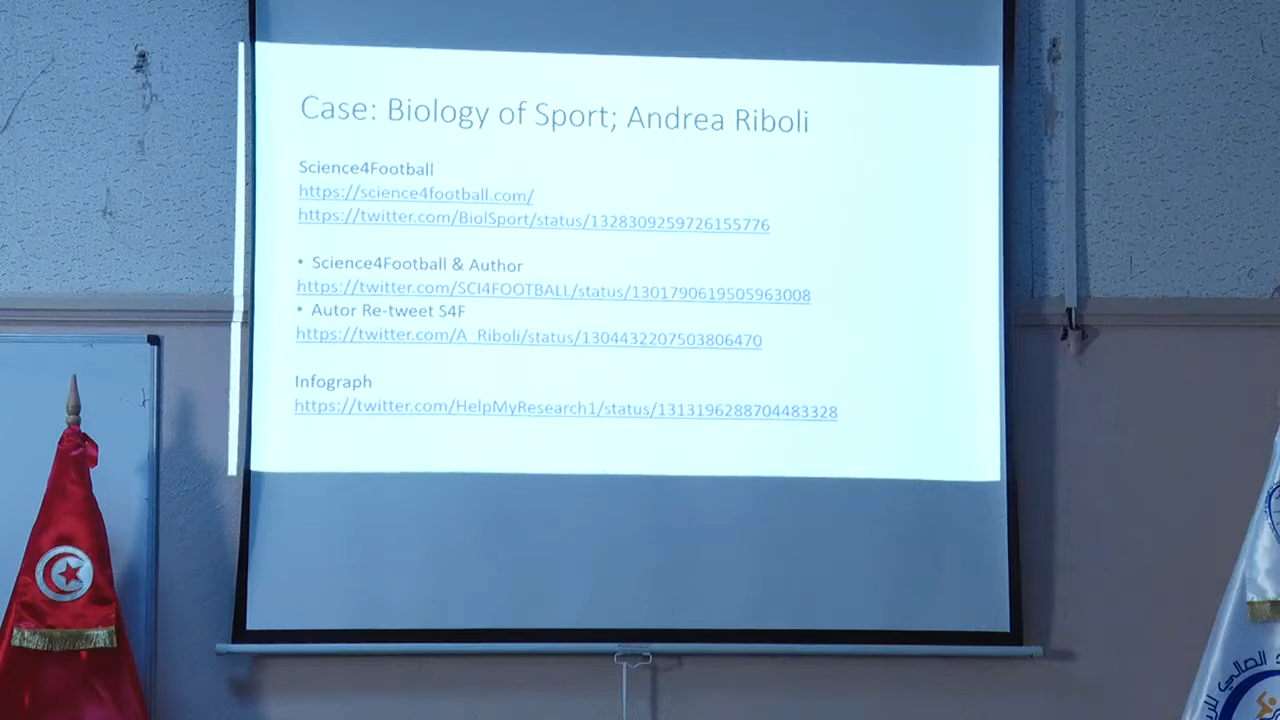 Case: Biology of Sport; Andrea Riboli
Science4Football
https://science4football.com/
https://twitter.com/BiolSport/status/1328309259726155776
• Science4Football & Author
https://twitter.com/SCI4FOOTBALL/status/1301790619505963008
• Autor Re-tweet S4F
https://twitter.com/A_Riboli/status/1304432207503806470
Infograph
https://twitter.com/HelpMyResearch1/status/1313196288704483328
العالي